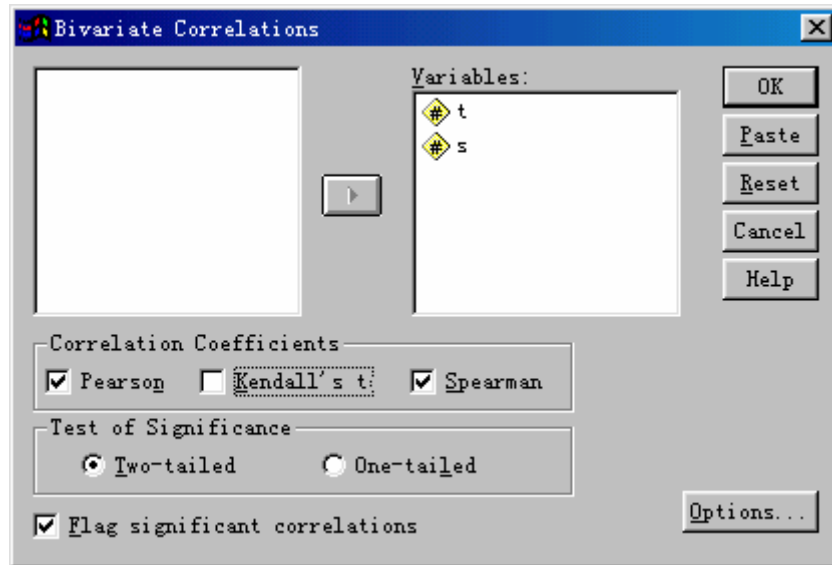 Bivariate Correlations
Variables:
# t
# s
OK
Paste
Reset
Cancel
Help
Correlation Coefficients
Pearson Kendall's t Spearman
Test of Significance
Two-tailed One-tailed
Flag significant correlations
Options...